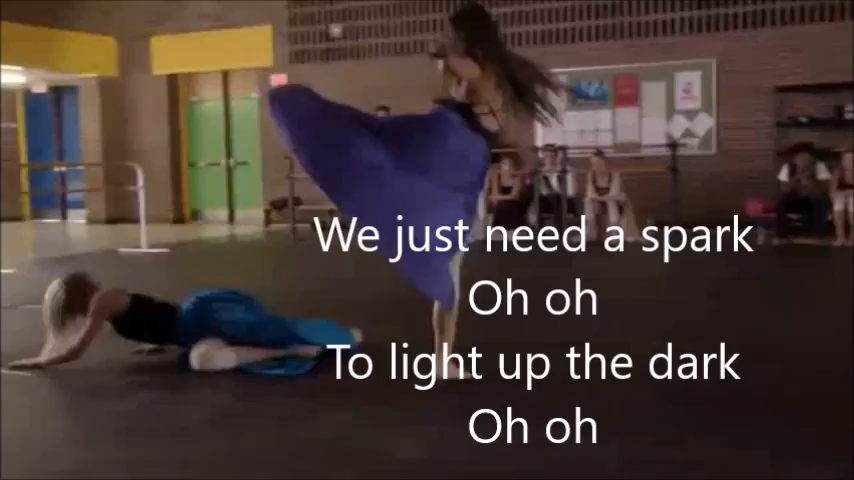 We just need a spark
Oh oh
To light up the dark
Oh oh